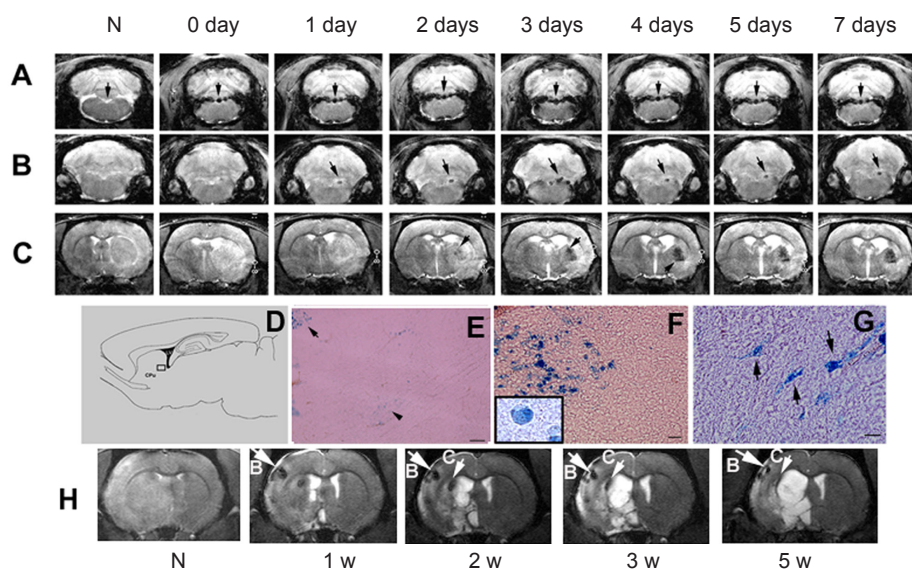 N 0 day 1 day 2 days 3 days 4 days 5 days 7 days
A
B
C
D E F G
CPu
H B B C B C B C
N 1 w 2 w 3 w 5 w